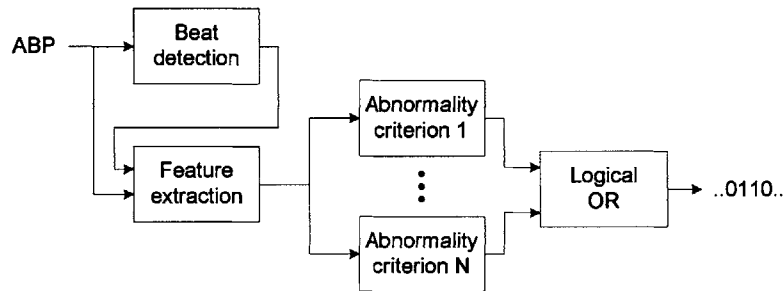 ABP
Beat
detection
Feature
extraction
Abnormality
criterion 1
Abnormality
criterion N
Logical
OR
..0110..